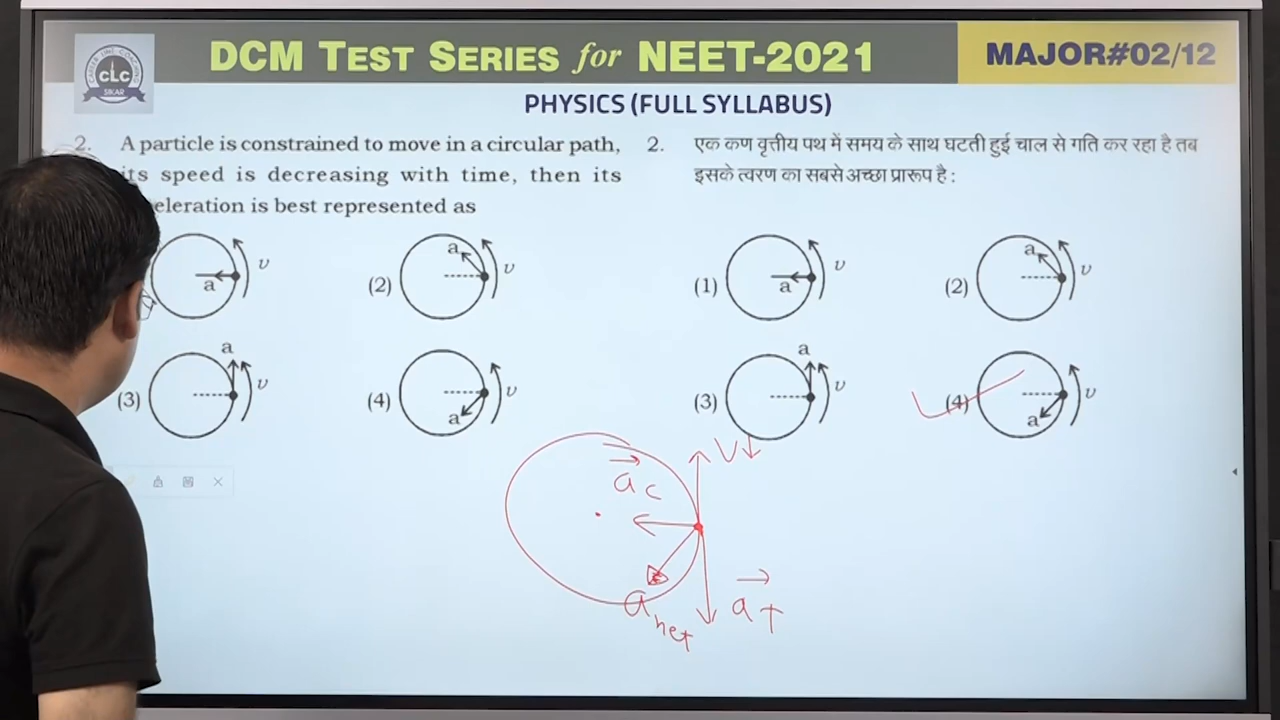 CAREER LINE COACHING
CLC
SIKAR
DCM TEST SERIES for NEET-2021
MAJOR#02/12
PHYSICS (FULL SYLLABUS)
2. A particle is constrained to move in a circular path,
its speed is decreasing with time, then its
eleration is best represented as
a υ
(2) a υ
(3) a υ
(4) a υ
2. एक कण वृत्तीय पथ में समय के साथ घटती हुई चाल से गति कर रहा है तब
इसके त्वरण का सबसे अच्छा प्रारूप है :
(1) a υ
(2) a υ
(3) a υ
(4) a υ
V↓
a c
a T
a net